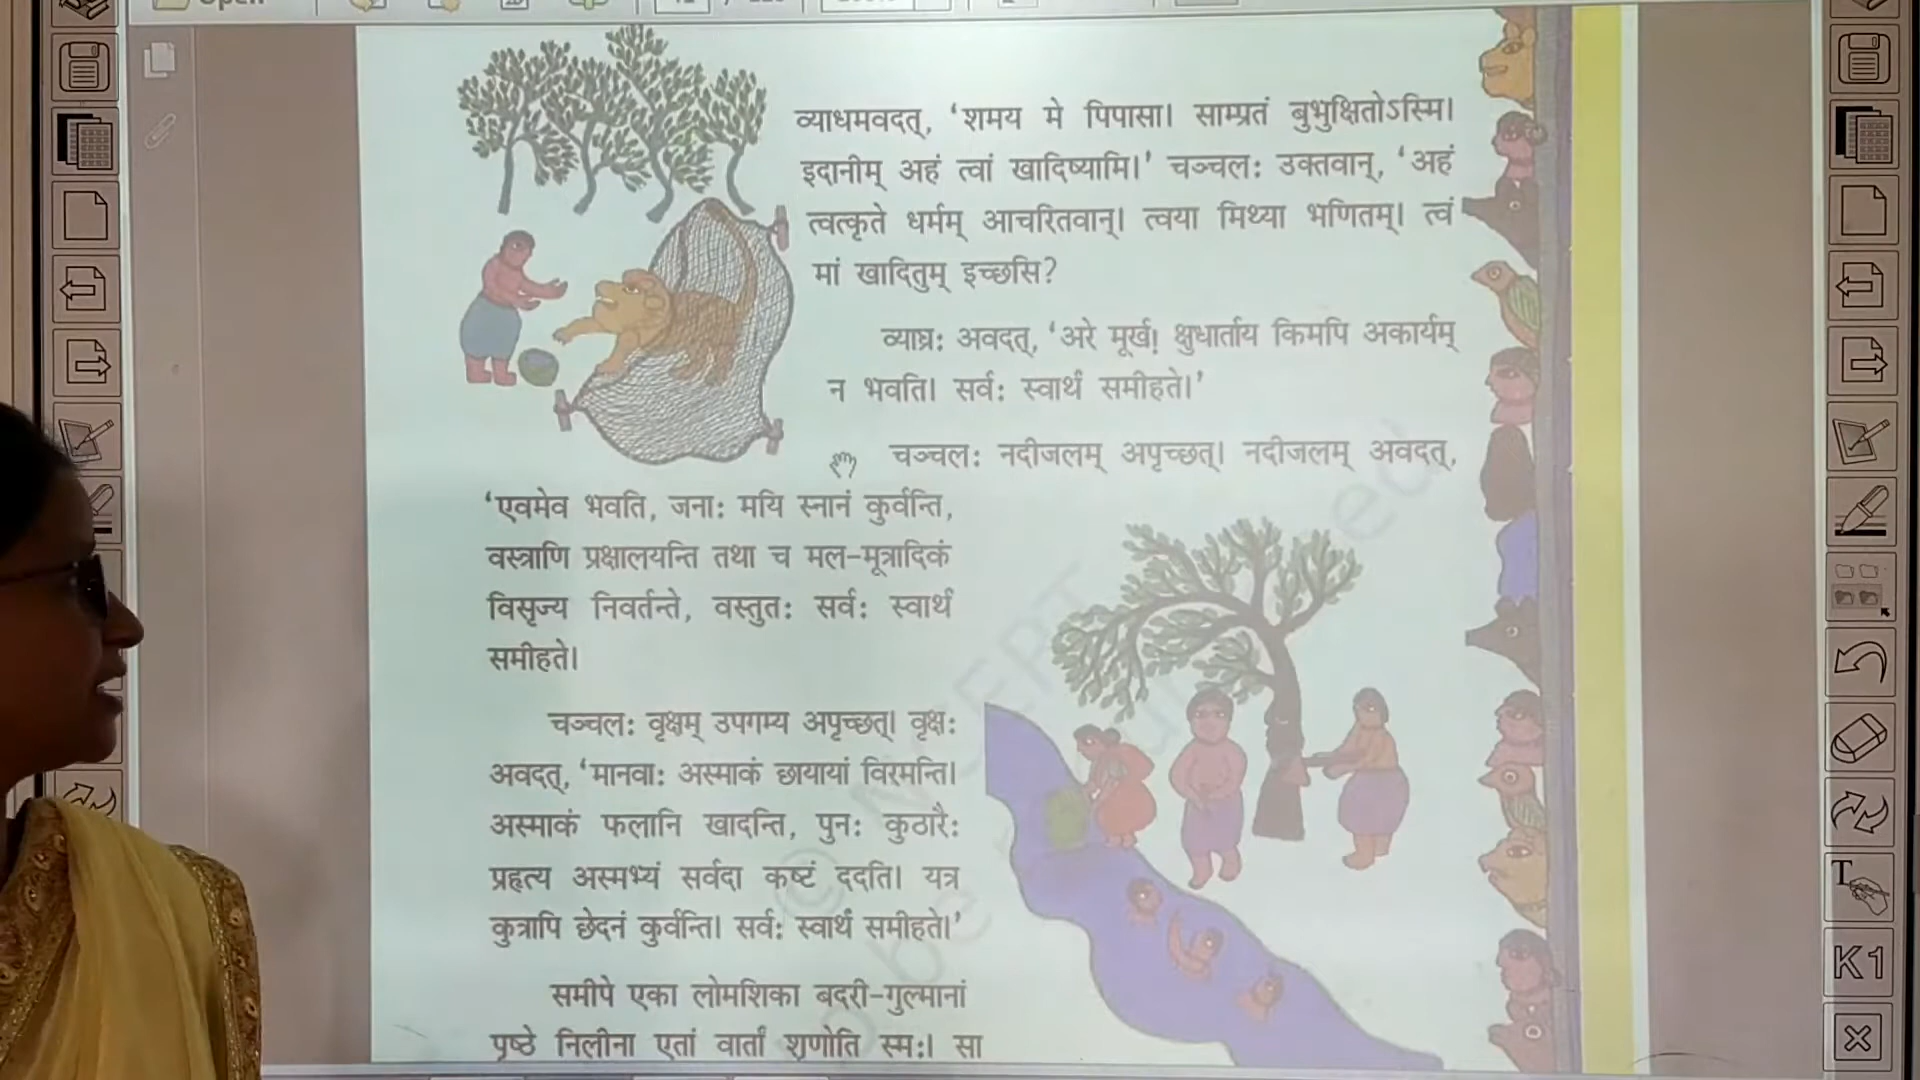 व्याधमवदत्, ‘शमय मे पिपासा। साम्प्रतं बुभुक्षितोऽस्मि।
इदानीम् अहं त्वां खादिष्यामि।’ चञ्चलः उक्तवान्, ‘अहं
त्वत्कृते धर्मम् आचरितवान्। त्वया मिथ्या भणितम्। त्वं
मां खादितुम् इच्छसि?
व्याघ्रः अवदत्, ‘अरे मूर्ख! क्षुधार्ताय किमपि अकार्यम्
न भवति। सर्वः स्वार्थं समीहते।’
चञ्चलः नदीजलम् अपृच्छत्। नदीजलम् अवदत्,
‘एवमेव भवति, जनाः मयि स्नानं कुर्वन्ति,
वस्त्राणि प्रक्षालयन्ति तथा च मल-मूत्रादिकं
विसृज्य निवर्तन्ते, वस्तुतः सर्वः स्वार्थं
समीहते।
चञ्चलः वृक्षम् उपगम्य अपृच्छत्। वृक्षः
अवदत्, ‘मानवाः अस्माकं छायायां विरमन्ति।
अस्माकं फलानि खादन्ति, पुनः कुठारैः
प्रहृत्य अस्मभ्यं सर्वदा कष्टं ददति। यत्र
कुत्रापि छेदनं कुर्वन्ति। सर्वः स्वार्थं समीहते।’
समीपे एका लोमशिका बदरी-गुल्मानां
पृष्ठे निलीना एतां वार्तां शृणोति स्मः। सा
© NCERT
K1
T